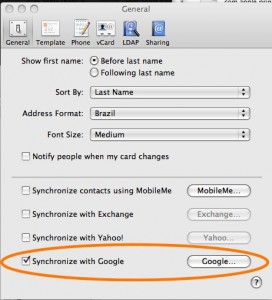 General
General Template Phone vCard LDAP Sharing
Show first name: Before last name
Following last name
Sort By: Last Name
Address Format: Brazil
Font Size: Medium
Notify people when my card changes
Synchronize contacts using MobileMe MobileMe...
Synchronize with Exchange Exchange...
Synchronize with Yahoo! Yahoo...
Synchronize with Google Google...
?